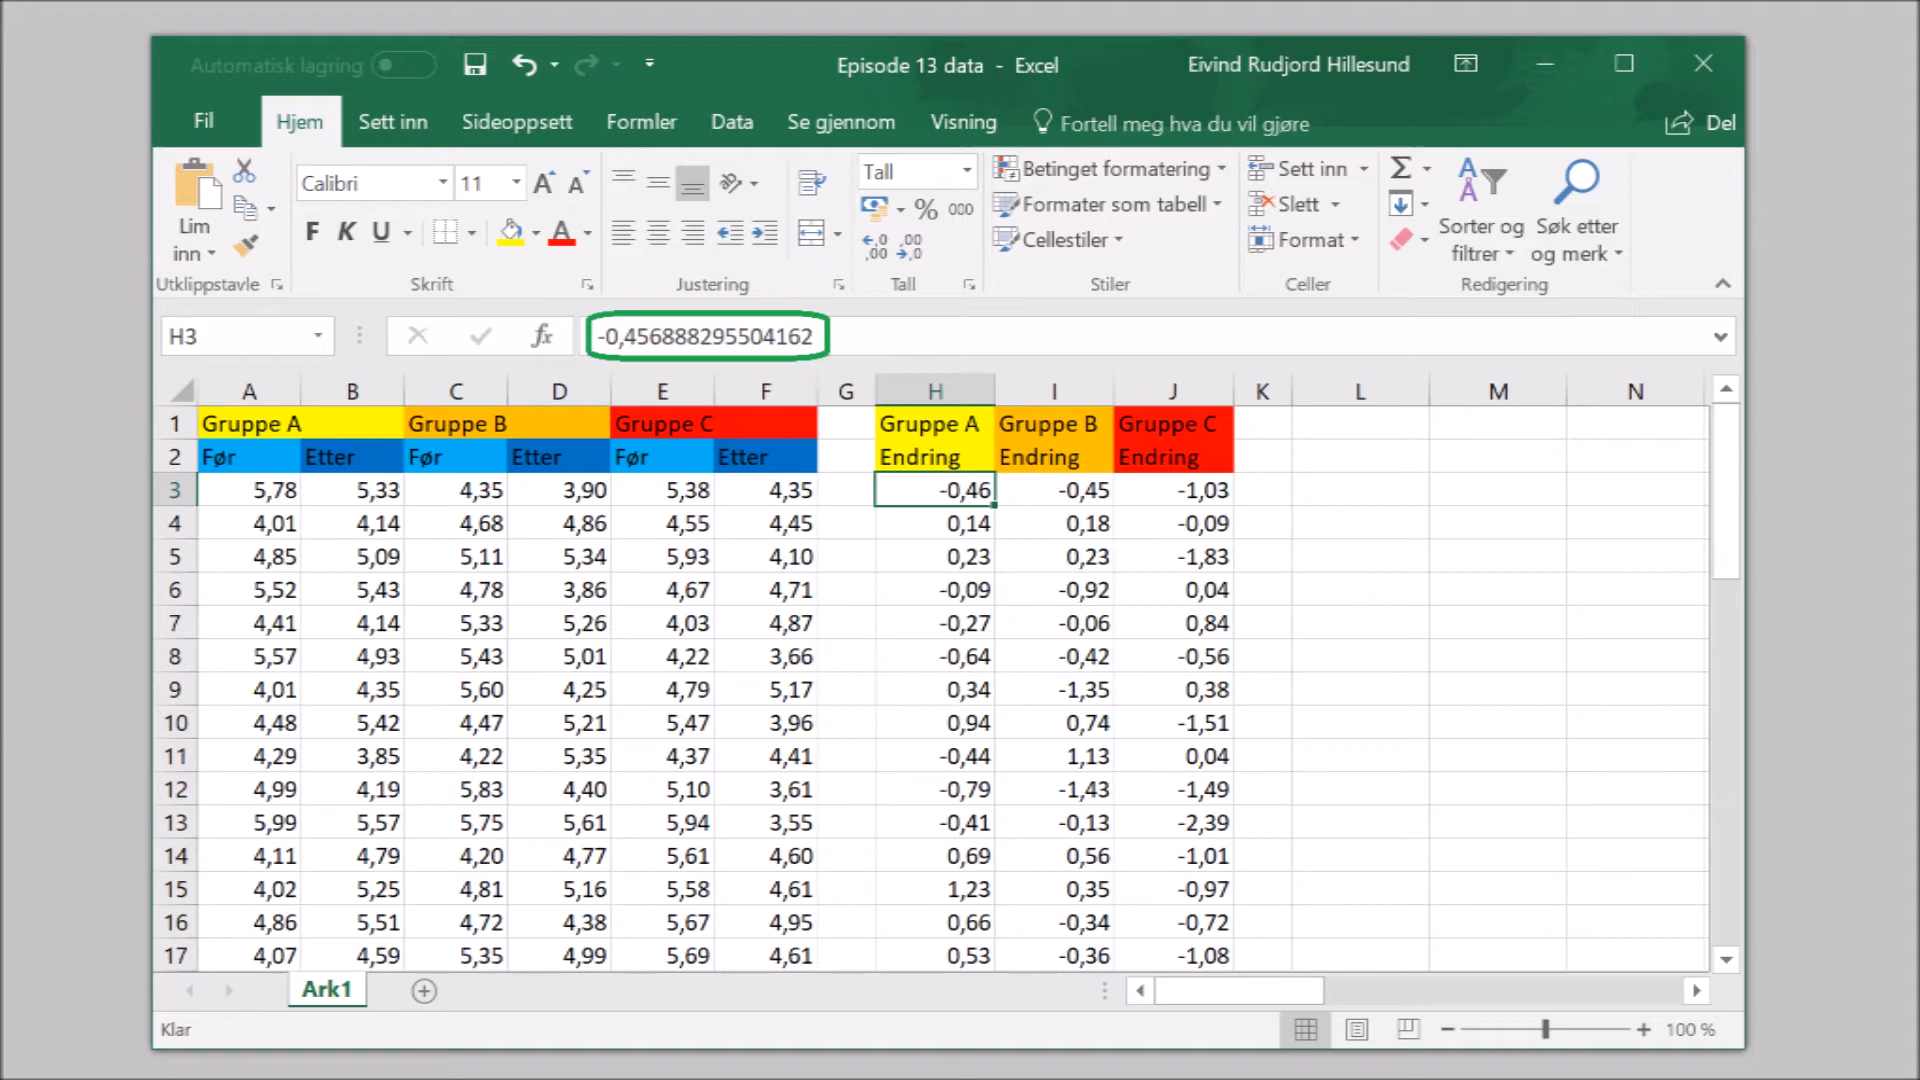 Automatisk lagring
Episode 13 data - Excel
Eivind Rudjord Hillesund
Fil Hjem Sett inn Sideoppsett Formler Data Se gjennom Visning Fortell meg hva du vil gjøre Del
Lim inn
Utklippstavle
Calibri 11
F K U A
Skrift
Justering
Tall
% 000
←,0 ,00
,00 →,0
Tall
Betinget formatering
Formater som tabell
Cellestiler
Stiler
Sett inn
Slett
Format
Celler
Σ
Sorter og filtrer
Søk etter og merk
Redigering
H3 fx -0,456888295504162
A B C D E F G H I J K L M N
1 Gruppe A Gruppe B Gruppe C Gruppe A Gruppe B Gruppe C
2 Før Etter Før Etter Før Etter Endring Endring Endring
3 5,78 5,33 4,35 3,90 5,38 4,35 -0,46 -0,45 -1,03
4 4,01 4,14 4,68 4,86 4,55 4,45 0,14 0,18 -0,09
5 4,85 5,09 5,11 5,34 5,93 4,10 0,23 0,23 -1,83
6 5,52 5,43 4,78 3,86 4,67 4,71 -0,09 -0,92 0,04
7 4,41 4,14 5,33 5,26 4,03 4,87 -0,27 -0,06 0,84
8 5,57 4,93 5,43 5,01 4,22 3,66 -0,64 -0,42 -0,56
9 4,01 4,35 5,60 4,25 4,79 5,17 0,34 -1,35 0,38
10 4,48 5,42 4,47 5,21 5,47 3,96 0,94 0,74 -1,51
11 4,29 3,85 4,22 5,35 4,37 4,41 -0,44 1,13 0,04
12 4,99 4,19 5,83 4,40 5,10 3,61 -0,79 -1,43 -1,49
13 5,99 5,57 5,75 5,61 5,94 3,55 -0,41 -0,13 -2,39
14 4,11 4,79 4,20 4,77 5,61 4,60 0,69 0,56 -1,01
15 4,02 5,25 4,81 5,16 5,58 4,61 1,23 0,35 -0,97
16 4,86 5,51 4,72 4,38 5,67 4,95 0,66 -0,34 -0,72
17 4,07 4,59 5,35 4,99 5,69 4,61 0,53 -0,36 -1,08
Ark1
Klar
100 %